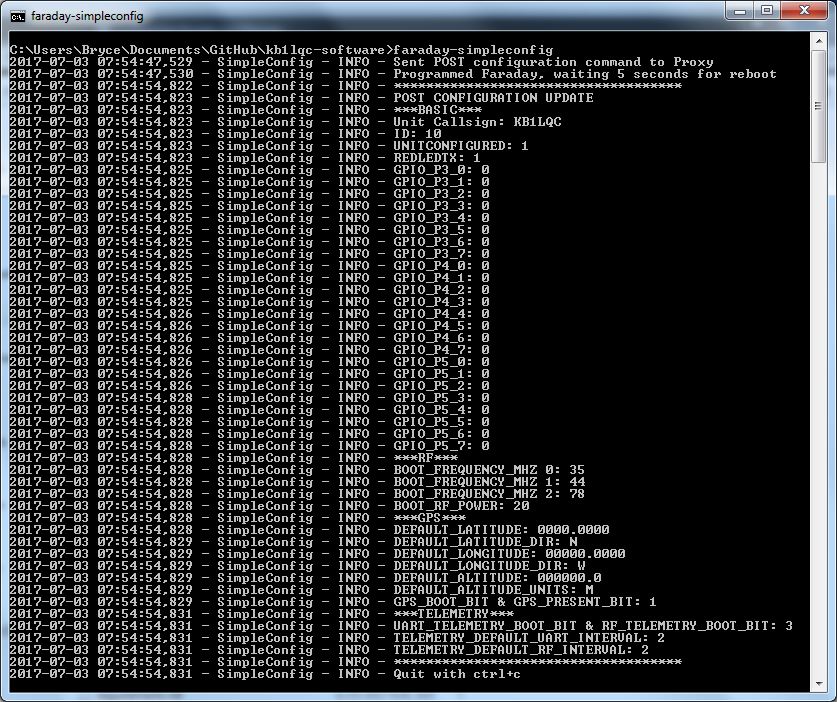 faraday-simpleconfig
C:\Users\Bryce\Documents\GitHub\kb1lqc-software>faraday-simpleconfig
2017-07-03 07:54:47,529 - SimpleConfig - INFO - Sent POST configuration command to Proxy
2017-07-03 07:54:47,530 - SimpleConfig - INFO - Programmed Faraday, waiting 5 seconds for reboot
2017-07-03 07:54:54,822 - SimpleConfig - INFO - ************************************
2017-07-03 07:54:54,823 - SimpleConfig - INFO - POST CONFIGURATION UPDATE
2017-07-03 07:54:54,823 - SimpleConfig - INFO - ***BASIC***
2017-07-03 07:54:54,823 - SimpleConfig - INFO - Unit Callsign: KB1LQC
2017-07-03 07:54:54,823 - SimpleConfig - INFO - ID: 10
2017-07-03 07:54:54,823 - SimpleConfig - INFO - UNITCONFIGURED: 1
2017-07-03 07:54:54,823 - SimpleConfig - INFO - REDLEDTX: 1
2017-07-03 07:54:54,825 - SimpleConfig - INFO - GPIO_P3_0: 0
2017-07-03 07:54:54,825 - SimpleConfig - INFO - GPIO_P3_1: 0
2017-07-03 07:54:54,825 - SimpleConfig - INFO - GPIO_P3_2: 0
2017-07-03 07:54:54,825 - SimpleConfig - INFO - GPIO_P3_3: 0
2017-07-03 07:54:54,825 - SimpleConfig - INFO - GPIO_P3_4: 0
2017-07-03 07:54:54,825 - SimpleConfig - INFO - GPIO_P3_5: 0
2017-07-03 07:54:54,825 - SimpleConfig - INFO - GPIO_P3_6: 0
2017-07-03 07:54:54,825 - SimpleConfig - INFO - GPIO_P3_7: 0
2017-07-03 07:54:54,825 - SimpleConfig - INFO - GPIO_P4_0: 0
2017-07-03 07:54:54,825 - SimpleConfig - INFO - GPIO_P4_1: 0
2017-07-03 07:54:54,825 - SimpleConfig - INFO - GPIO_P4_2: 0
2017-07-03 07:54:54,825 - SimpleConfig - INFO - GPIO_P4_3: 0
2017-07-03 07:54:54,826 - SimpleConfig - INFO - GPIO_P4_4: 0
2017-07-03 07:54:54,826 - SimpleConfig - INFO - GPIO_P4_5: 0
2017-07-03 07:54:54,826 - SimpleConfig - INFO - GPIO_P4_6: 0
2017-07-03 07:54:54,826 - SimpleConfig - INFO - GPIO_P4_7: 0
2017-07-03 07:54:54,826 - SimpleConfig - INFO - GPIO_P5_0: 0
2017-07-03 07:54:54,826 - SimpleConfig - INFO - GPIO_P5_1: 0
2017-07-03 07:54:54,826 - SimpleConfig - INFO - GPIO_P5_2: 0
2017-07-03 07:54:54,828 - SimpleConfig - INFO - GPIO_P5_3: 0
2017-07-03 07:54:54,828 - SimpleConfig - INFO - GPIO_P5_4: 0
2017-07-03 07:54:54,828 - SimpleConfig - INFO - GPIO_P5_5: 0
2017-07-03 07:54:54,828 - SimpleConfig - INFO - GPIO_P5_6: 0
2017-07-03 07:54:54,828 - SimpleConfig - INFO - GPIO_P5_7: 0
2017-07-03 07:54:54,828 - SimpleConfig - INFO - ***RF***
2017-07-03 07:54:54,828 - SimpleConfig - INFO - BOOT_FREQUENCY_MHZ 0: 35
2017-07-03 07:54:54,828 - SimpleConfig - INFO - BOOT_FREQUENCY_MHZ 1: 44
2017-07-03 07:54:54,828 - SimpleConfig - INFO - BOOT_FREQUENCY_MHZ 2: 78
2017-07-03 07:54:54,828 - SimpleConfig - INFO - BOOT_RF_POWER: 20
2017-07-03 07:54:54,828 - SimpleConfig - INFO - ***GPS***
2017-07-03 07:54:54,828 - SimpleConfig - INFO - DEFAULT_LATITUDE: 0000.0000
2017-07-03 07:54:54,829 - SimpleConfig - INFO - DEFAULT_LATITUDE_DIR: N
2017-07-03 07:54:54,829 - SimpleConfig - INFO - DEFAULT_LONGITUDE: 00000.0000
2017-07-03 07:54:54,829 - SimpleConfig - INFO - DEFAULT_LONGITUDE_DIR: W
2017-07-03 07:54:54,829 - SimpleConfig - INFO - DEFAULT_ALTITUDE: 000000.0
2017-07-03 07:54:54,829 - SimpleConfig - INFO - DEFAULT_ALTITUDE_UNITS: M
2017-07-03 07:54:54,829 - SimpleConfig - INFO - GPS_BOOT_BIT & GPS_PRESENT_BIT: 1
2017-07-03 07:54:54,831 - SimpleConfig - INFO - ***TELEMETRY***
2017-07-03 07:54:54,831 - SimpleConfig - INFO - UART_TELEMETRY_BOOT_BIT & RF_TELEMETRY_BOOT_BIT: 3
2017-07-03 07:54:54,831 - SimpleConfig - INFO - TELEMETRY_DEFAULT_UART_INTERVAL: 2
2017-07-03 07:54:54,831 - SimpleConfig - INFO - TELEMETRY_DEFAULT_RF_INTERVAL: 2
2017-07-03 07:54:54,831 - SimpleConfig - INFO - ************************************
2017-07-03 07:54:54,831 - SimpleConfig - INFO - Quit with ctrl+c